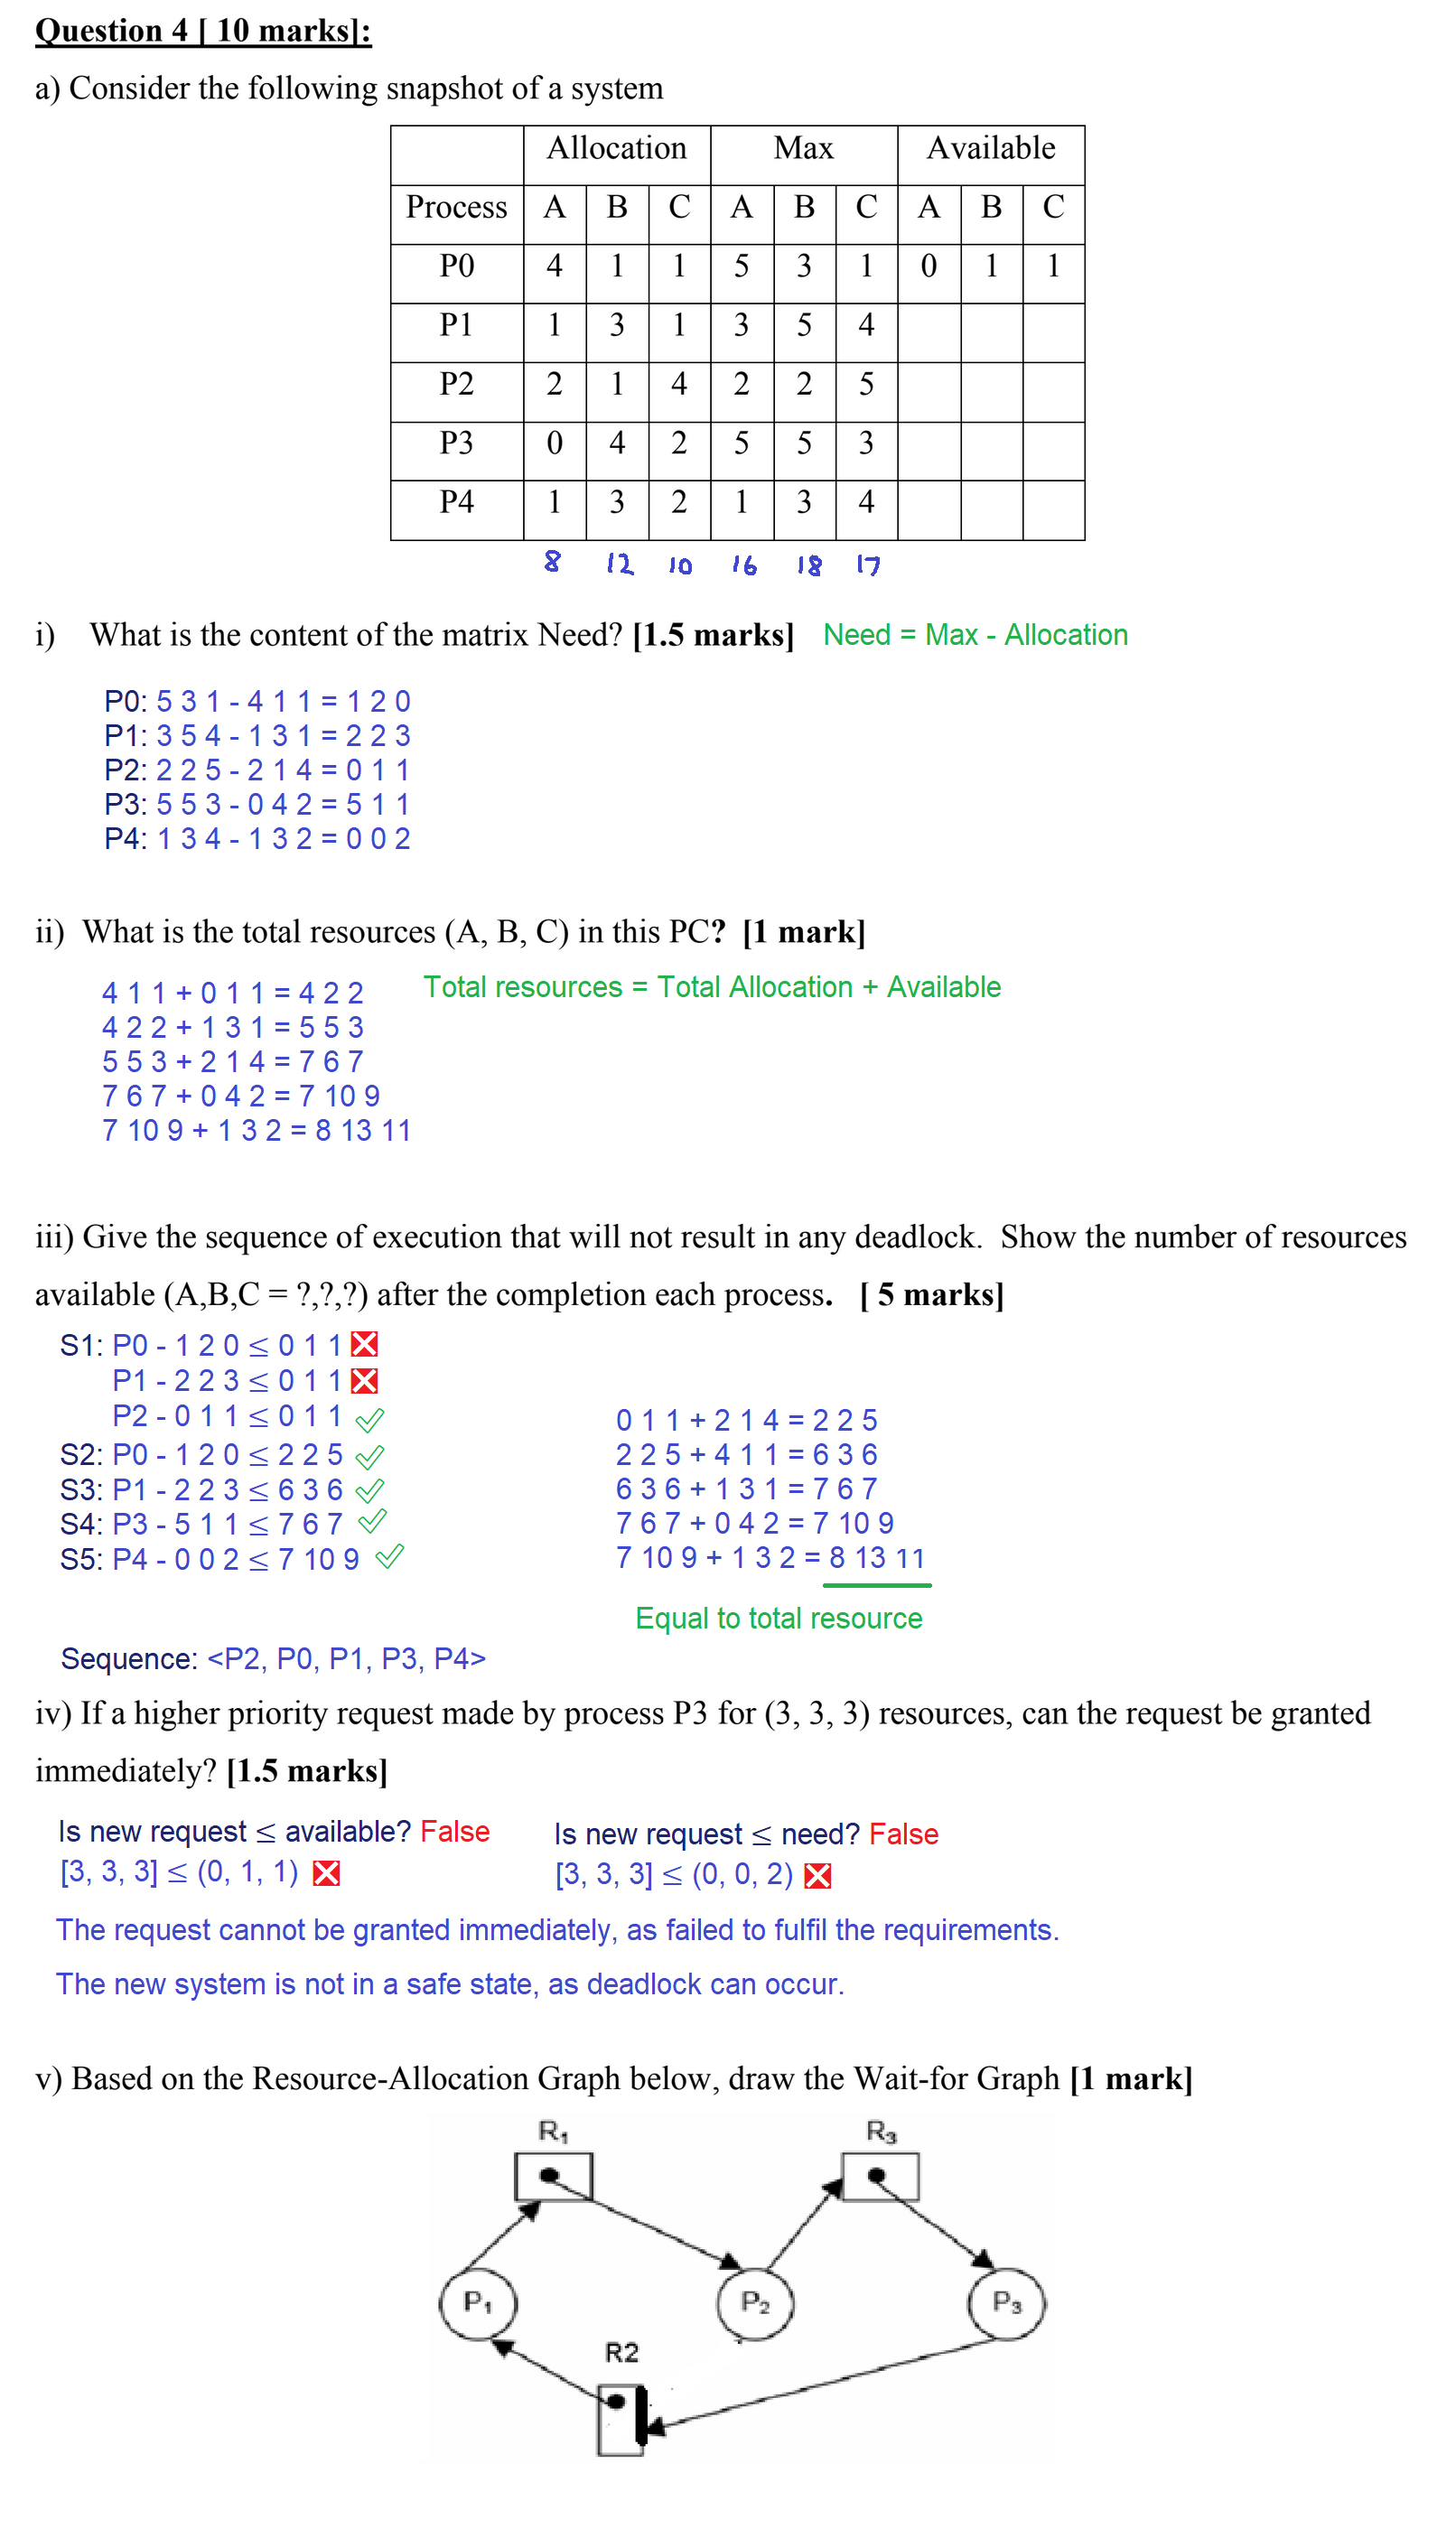 Question 4 [ 10 marks]:
a) Consider the following snapshot of a system
Allocation Max Available
Process A B C A B C A B C
P0 4 1 1 5 3 1 0 1 1
P1 1 3 1 3 5 4
P2 2 1 4 2 2 5
P3 0 4 2 5 5 3
P4 1 3 2 1 3 4
8 12 10 16 18 17
i) What is the content of the matrix Need? [1.5 marks] Need = Max - Allocation
P0: 5 3 1 - 4 1 1 = 1 2 0
P1: 3 5 4 - 1 3 1 = 2 2 3
P2: 2 2 5 - 2 1 4 = 0 1 1
P3: 5 5 3 - 0 4 2 = 5 1 1
P4: 1 3 4 - 1 3 2 = 0 0 2
ii) What is the total resources (A, B, C) in this PC? [1 mark]
4 1 1 + 0 1 1 = 4 2 2 Total resources = Total Allocation + Available
4 2 2 + 1 3 1 = 5 5 3
5 5 3 + 2 1 4 = 7 6 7
7 6 7 + 0 4 2 = 7 10 9
7 10 9 + 1 3 2 = 8 13 11
iii) Give the sequence of execution that will not result in any deadlock. Show the number of resources
available (A,B,C = ?,?,?) after the completion each process. [ 5 marks]
S1: P0 - 1 2 0 ≤ 0 1 1 ❌
P1 - 2 2 3 ≤ 0 1 1 ❌
P2 - 0 1 1 ≤ 0 1 1 ✓ 0 1 1 + 2 1 4 = 2 2 5
S2: P0 - 1 2 0 ≤ 2 2 5 ✓ 2 2 5 + 4 1 1 = 6 3 6
S3: P1 - 2 2 3 ≤ 6 3 6 ✓ 6 3 6 + 1 3 1 = 7 6 7
S4: P3 - 5 1 1 ≤ 7 6 7 ✓ 7 6 7 + 0 4 2 = 7 10 9
S5: P4 - 0 0 2 ≤ 7 10 9 ✓ 7 10 9 + 1 3 2 = 8 13 11
Equal to total resource
Sequence: <P2, P0, P1, P3, P4>
iv) If a higher priority request made by process P3 for (3, 3, 3) resources, can the request be granted
immediately? [1.5 marks]
Is new request ≤ available? False Is new request ≤ need? False
[3, 3, 3] ≤ (0, 1, 1) ❌ [3, 3, 3] ≤ (0, 0, 2) ❌
The request cannot be granted immediately, as failed to fulfil the requirements.
The new system is not in a safe state, as deadlock can occur.
v) Based on the Resource-Allocation Graph below, draw the Wait-for Graph [1 mark]
R₁ R₃
P₁ P₂ P₃
R2